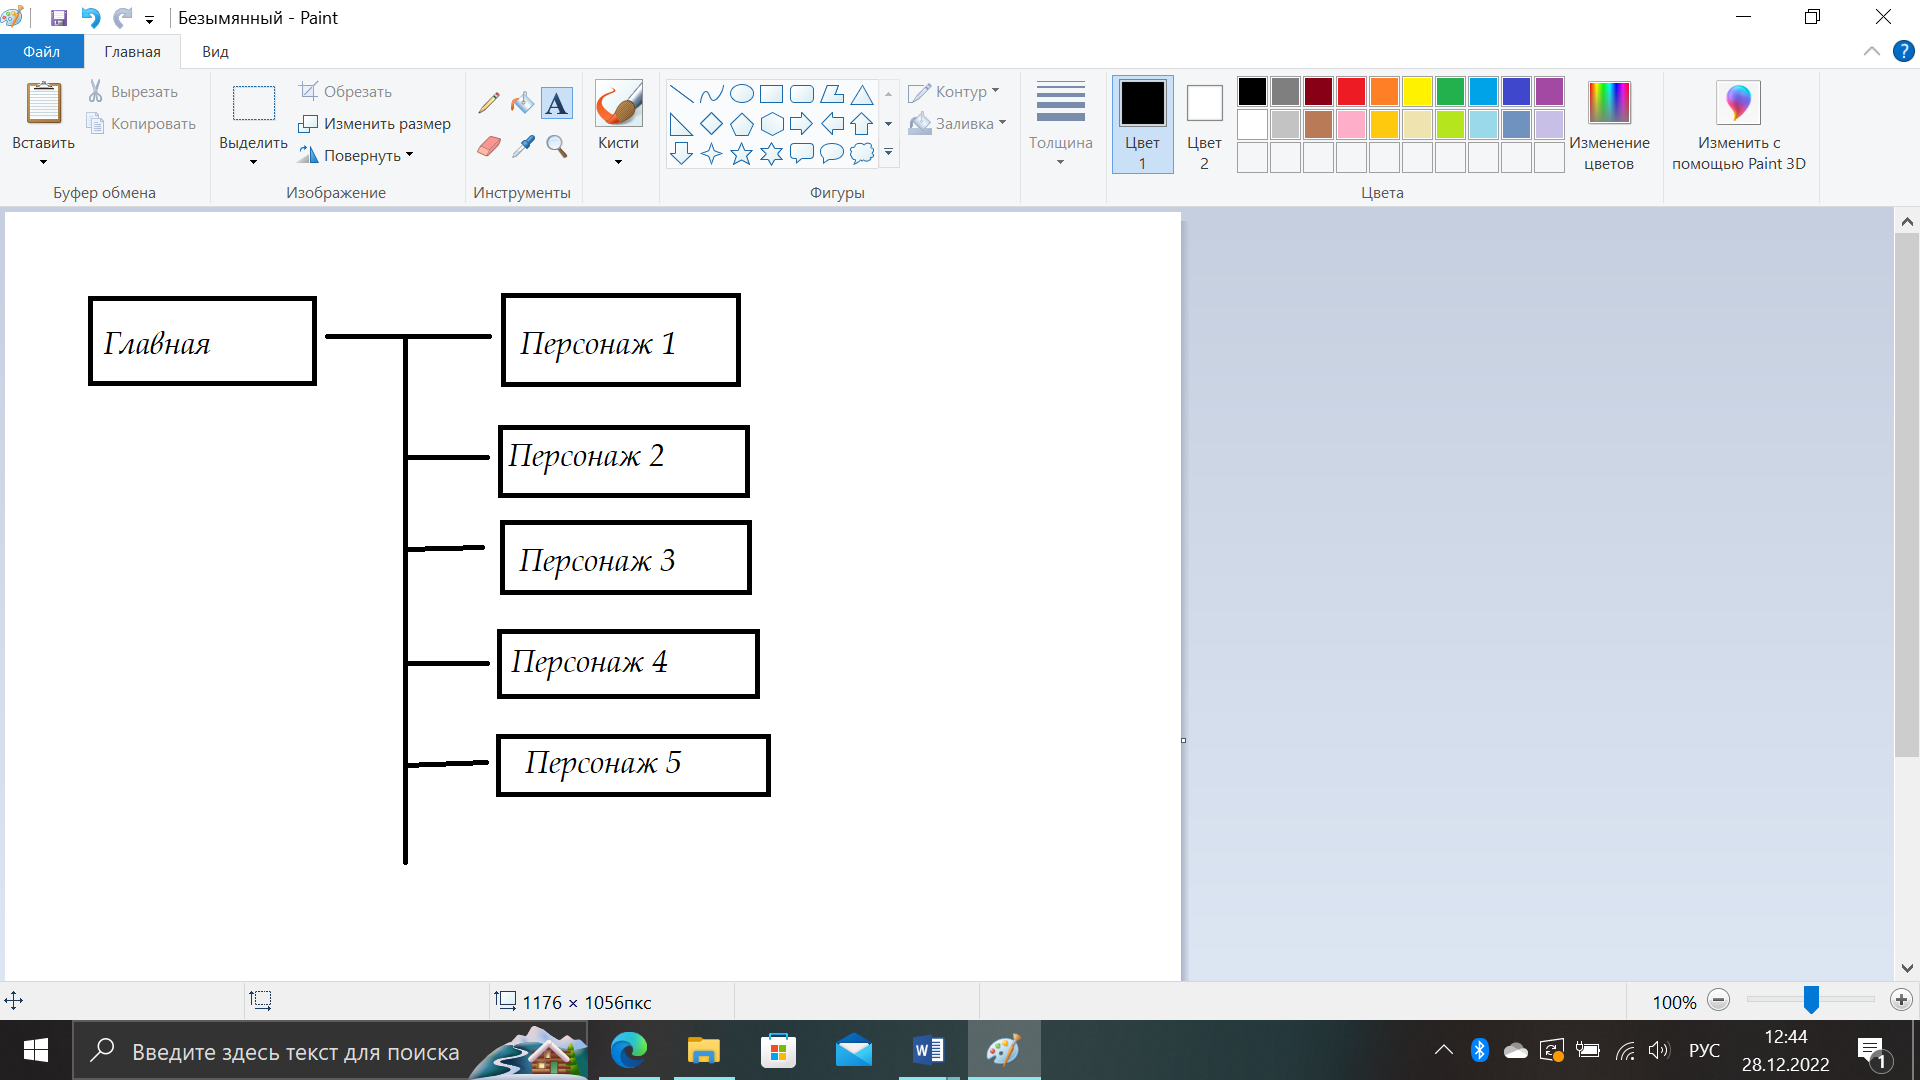 Безымянный - Paint
Файл Главная Вид
Вставить
Вырезать
Копировать
Буфер обмена
Выделить
Обрезать
Изменить размер
Повернуть
Изображение
A
Инструменты
Кисти
Фигуры
Контур
Заливка
Толщина
Цвет 1
Цвет 2
Цвета
Изменение цветов
Изменить с помощью Paint 3D
Главная
Персонаж 1
Персонаж 2
Персонаж 3
Персонаж 4
Персонаж 5
1176 × 1056пкс
100%
Введите здесь текст для поиска
РУС
12:44
28.12.2022
1